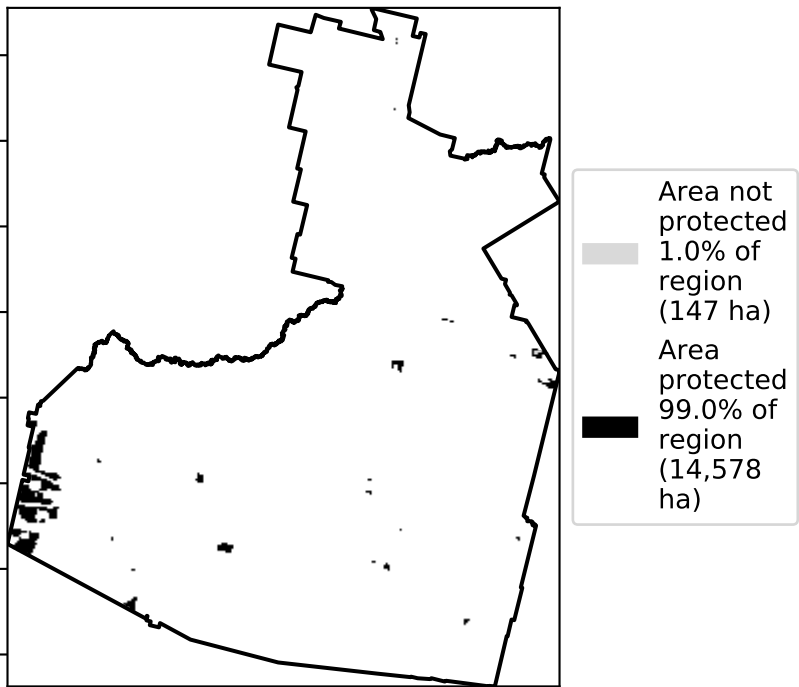 Area not
protected
1.0% of
region
(147 ha)
Area
protected
99.0% of
region
(14,578
ha)